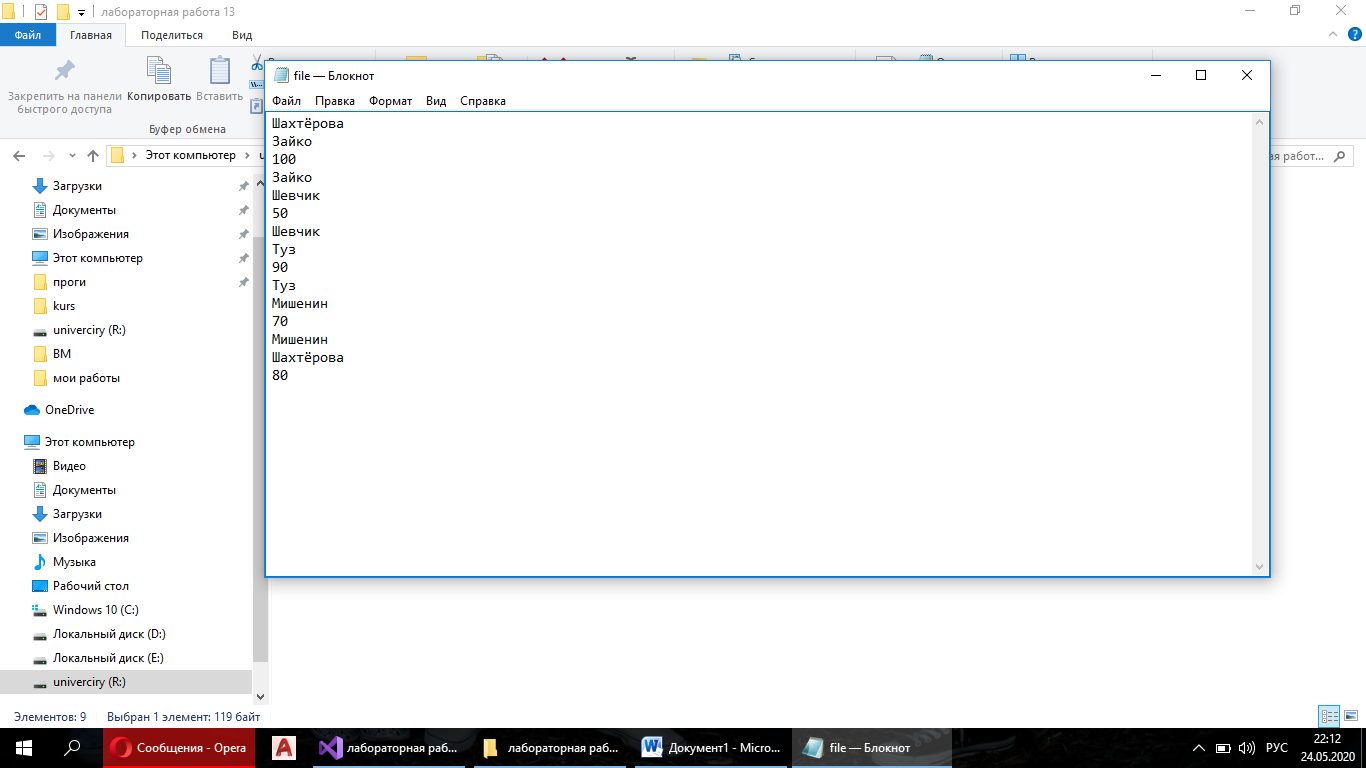 лабораторная работа 13
Файл
Главная
Поделиться
Вид
Закрепить на панели
быстрого доступа
Копировать
Вставить
Буфер обмена
Этот компьютер
ая работ...
Загрузки
Документы
Изображения
Этот компьютер
проги
kurs
univerciry (R:)
ВМ
мои работы
OneDrive
Этот компьютер
Видео
Документы
Загрузки
Изображения
Музыка
Рабочий стол
Windows 10 (C:)
Локальный диск (D:)
Локальный диск (E:)
univerciry (R:)
file — Блокнот
Файл Правка Формат Вид Справка
Шахтёрова
Зайко
100
Зайко
Шевчик
50
Шевчик
Туз
90
Туз
Мишенин
70
Мишенин
Шахтёрова
80
Элементов: 9 Выбран 1 элемент: 119 байт
Сообщения - Opera
лабораторная раб...
лабораторная раб...
Документ1 - Micro...
file — Блокнот
РУС
22:12
24.05.2020